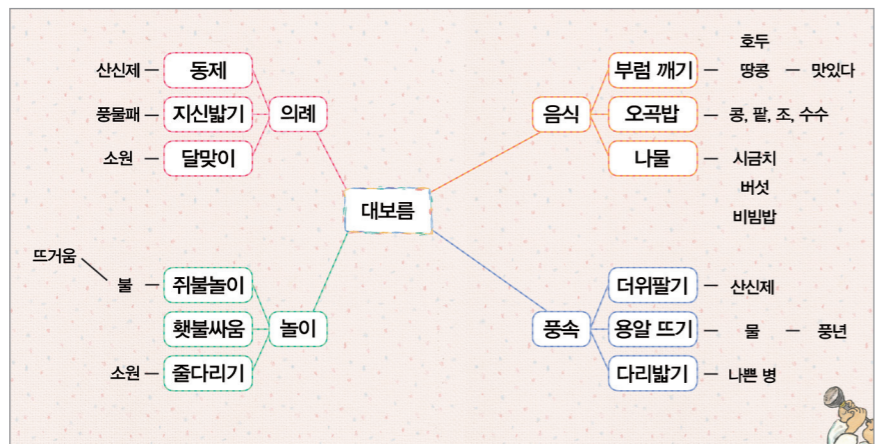 산신제 동제
풍물패 지신밟기 의례
소원 달맞이
호두
음식 부럼 깨기 땅콩 맛있다
오곡밥 콩, 팥, 조, 수수
나물 시금치
버섯
비빔밥
대보름
뜨거움
불 쥐불놀이
횃불싸움 놀이
소원 줄다리기
더위팔기 산신제
풍속 용알 뜨기 물 풍년
다리밟기 나쁜 병